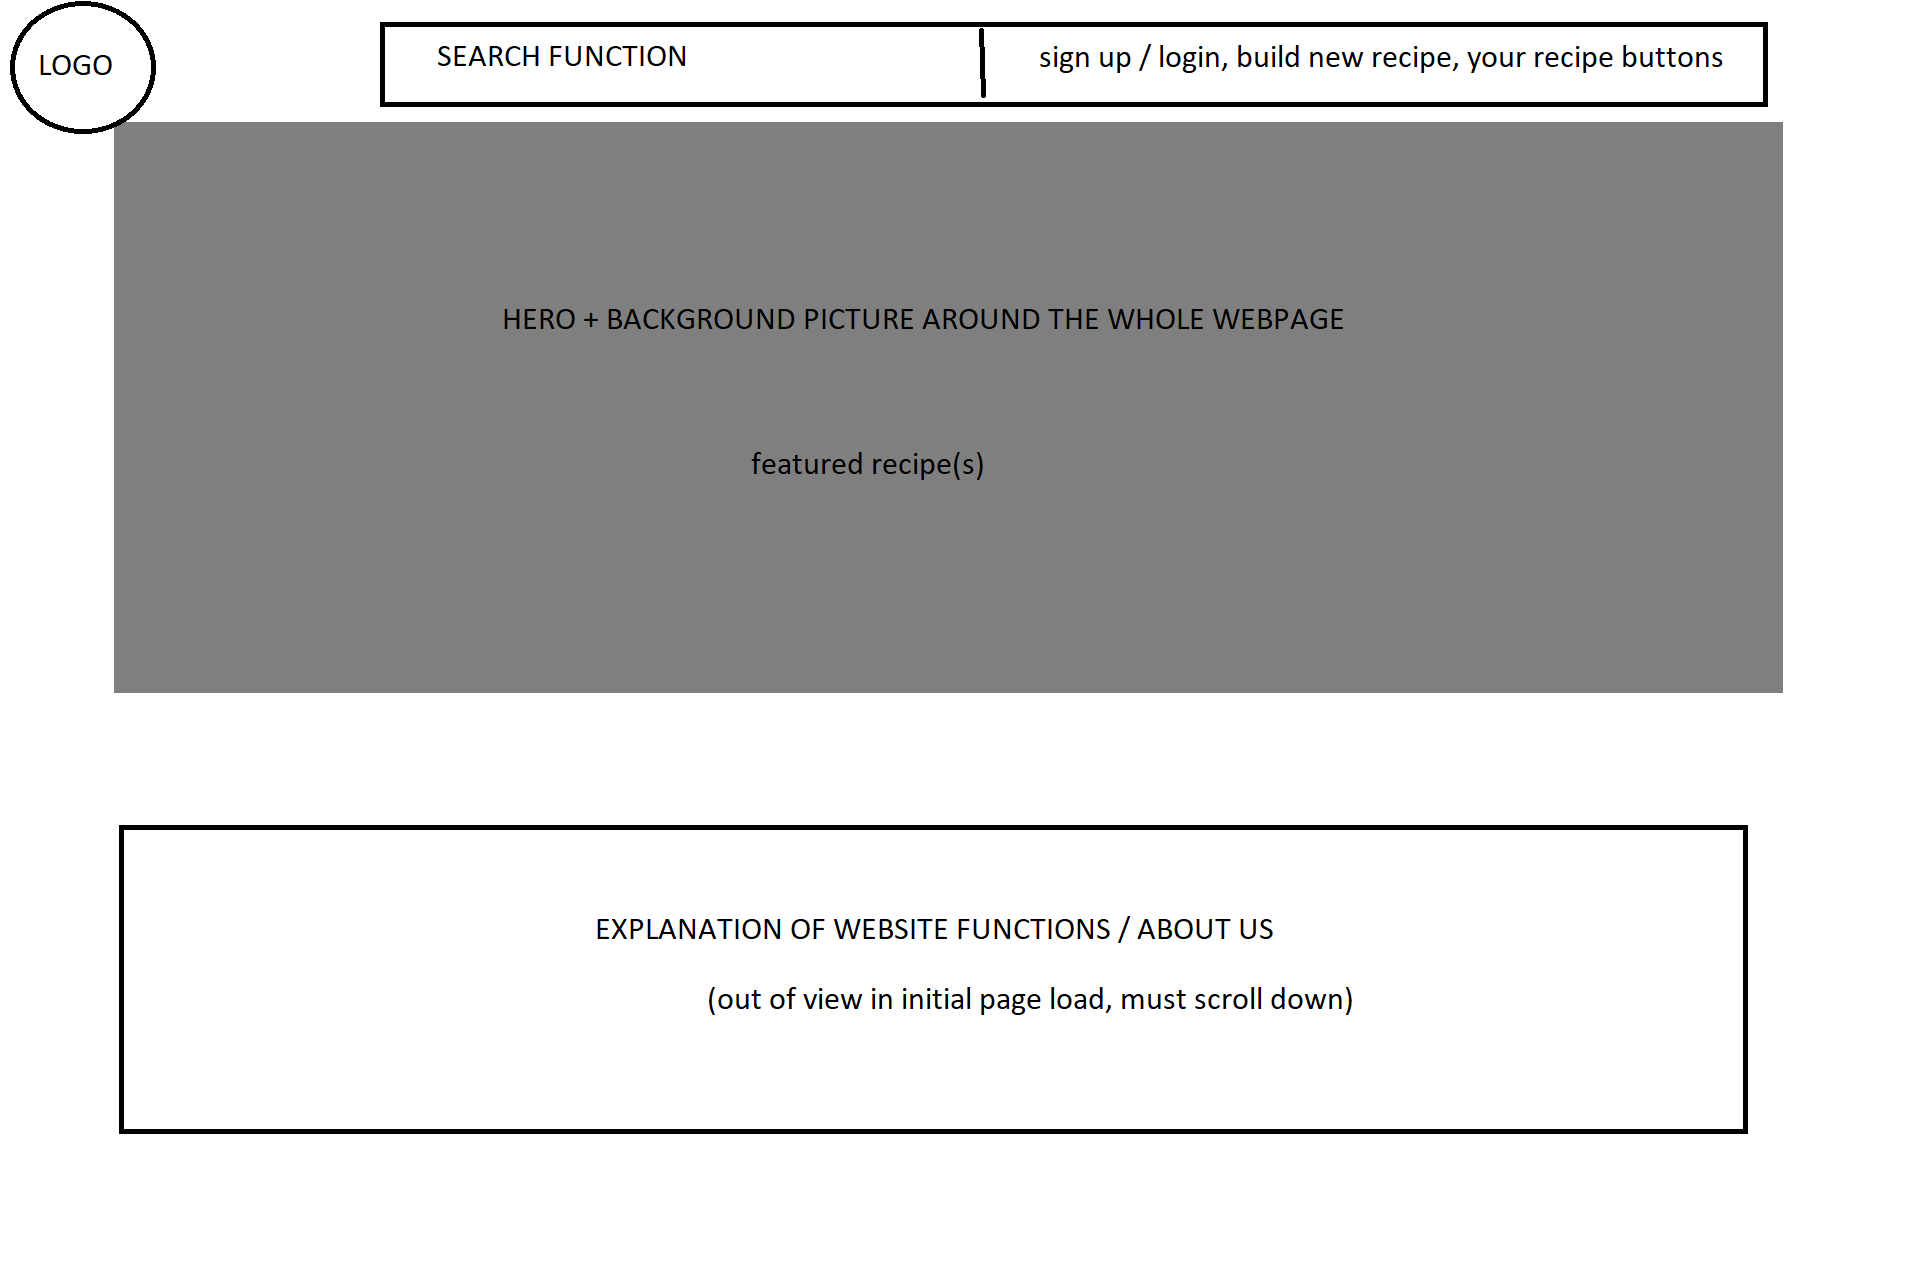 LOGO
SEARCH FUNCTION
sign up / login, build new recipe, your recipe buttons
HERO + BACKGROUND PICTURE AROUND THE WHOLE WEBPAGE
featured recipe(s)
EXPLANATION OF WEBSITE FUNCTIONS / ABOUT US
(out of view in initial page load, must scroll down)